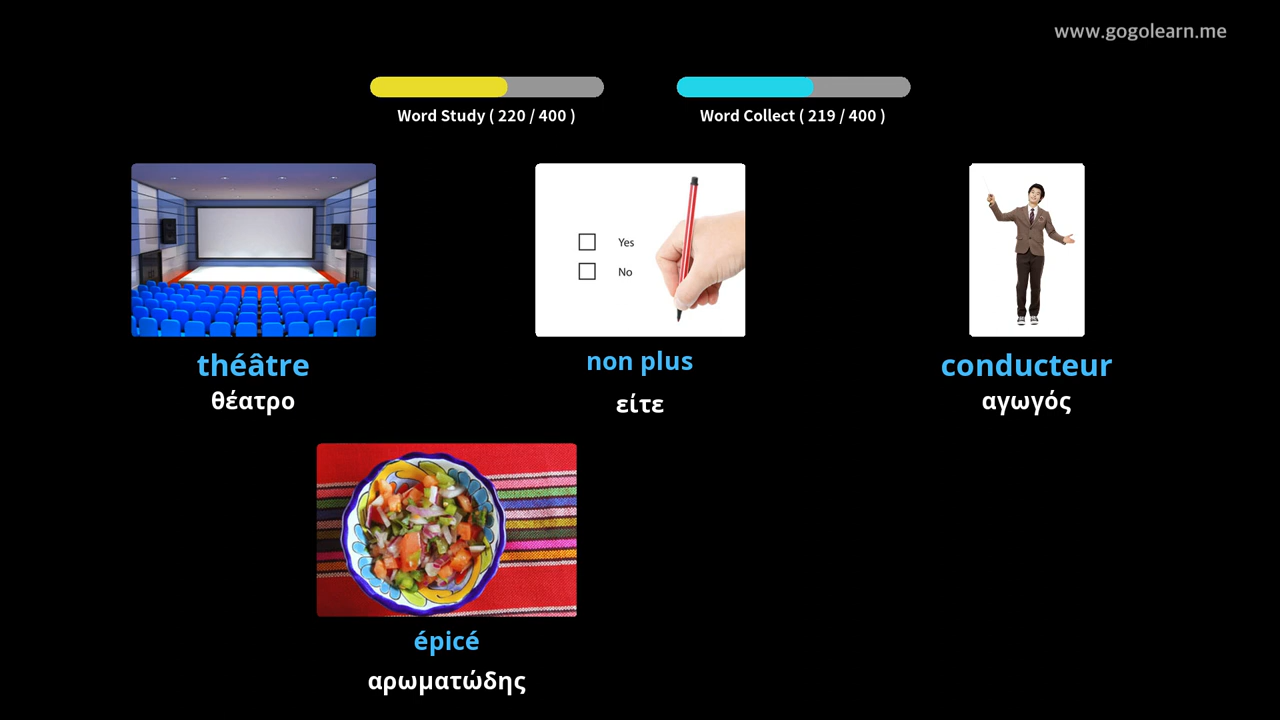 www.gogolearn.me
Word Study ( 220 / 400 )
Word Collect ( 219 / 400 )
Yes
No
théâtre
θέατρο
non plus
είτε
conducteur
αγωγός
épicé
αρωματώδης